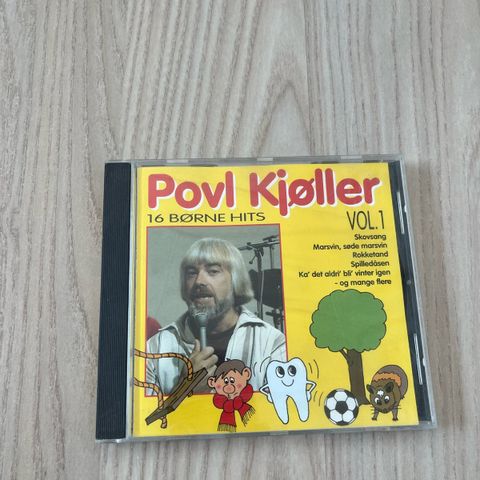 Povl Kjøller
16 BØRNE HITS
VOL.1
Skovsang
Marsvin, søde marsvin
Rokketand
Spilledåsen
Ka' det aldri' bli' vinter igen
- og mange flere